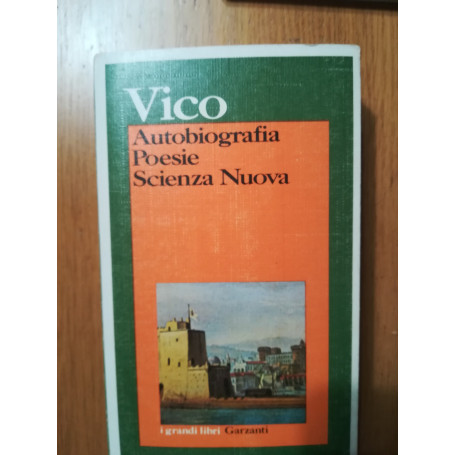 Vico
Autobiografia
Poesie
Scienza Nuova
i grandi libri Garzanti